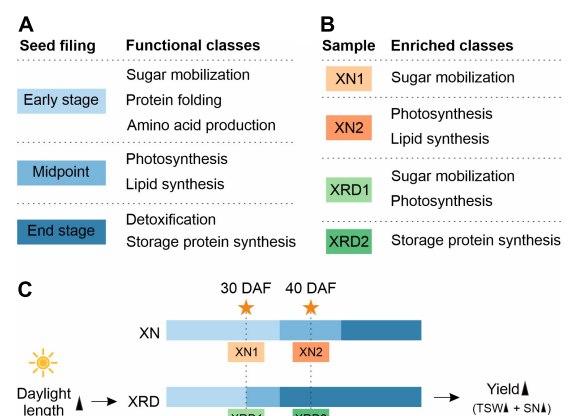 A
Seed filing Functional classes
Early stage
Sugar mobilization
Protein folding
Amino acid production
Midpoint
Photosynthesis
Lipid synthesis
End stage
Detoxification
Storage protein synthesis
B
Sample Enriched classes
XN1 Sugar mobilization
XN2
Photosynthesis
Lipid synthesis
XRD1
Sugar mobilization
Photosynthesis
XRD2 Storage protein synthesis
C
30 DAF 40 DAF
XN
XN1 XN2
Daylight
length
XRD
Yield
(TSW + SN)